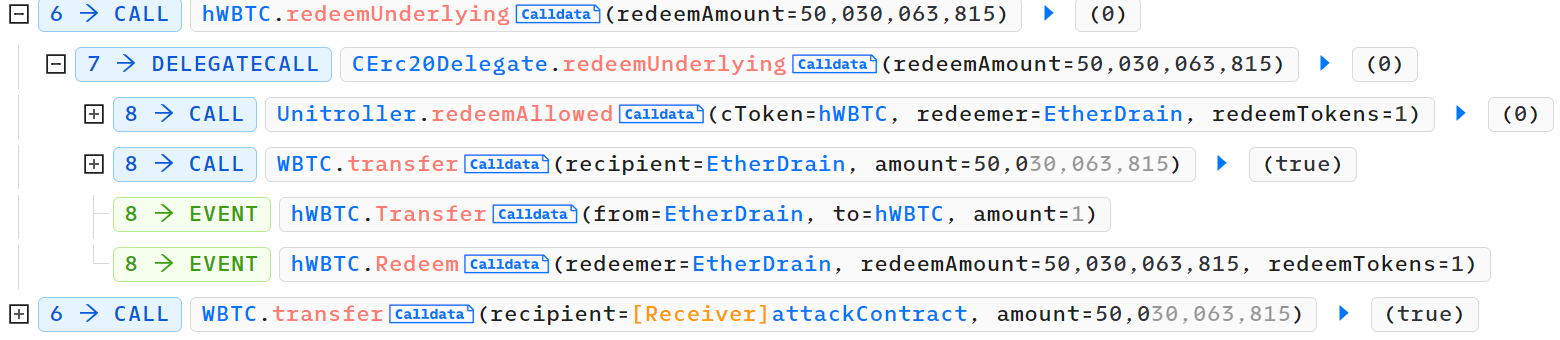 6 → CALL hWBTC.redeemUnderlying Calldata (redeemAmount=50,030,063,815) (0)
7 → DELEGATECALL CErc20Delegate.redeemUnderlying Calldata (redeemAmount=50,030,063,815) (0)
8 → CALL Unitroller.redeemAllowed Calldata (cToken=hWBTC, redeemer=EtherDrain, redeemTokens=1) (0)
8 → CALL WBTC.transfer Calldata (recipient=EtherDrain, amount=50,030,063,815) (true)
8 → EVENT hWBTC.Transfer Calldata (from=EtherDrain, to=hWBTC, amount=1)
8 → EVENT hWBTC.Redeem Calldata (redeemer=EtherDrain, redeemAmount=50,030,063,815, redeemTokens=1)
6 → CALL WBTC.transfer Calldata (recipient=[Receiver]attackContract, amount=50,030,063,815) (true)